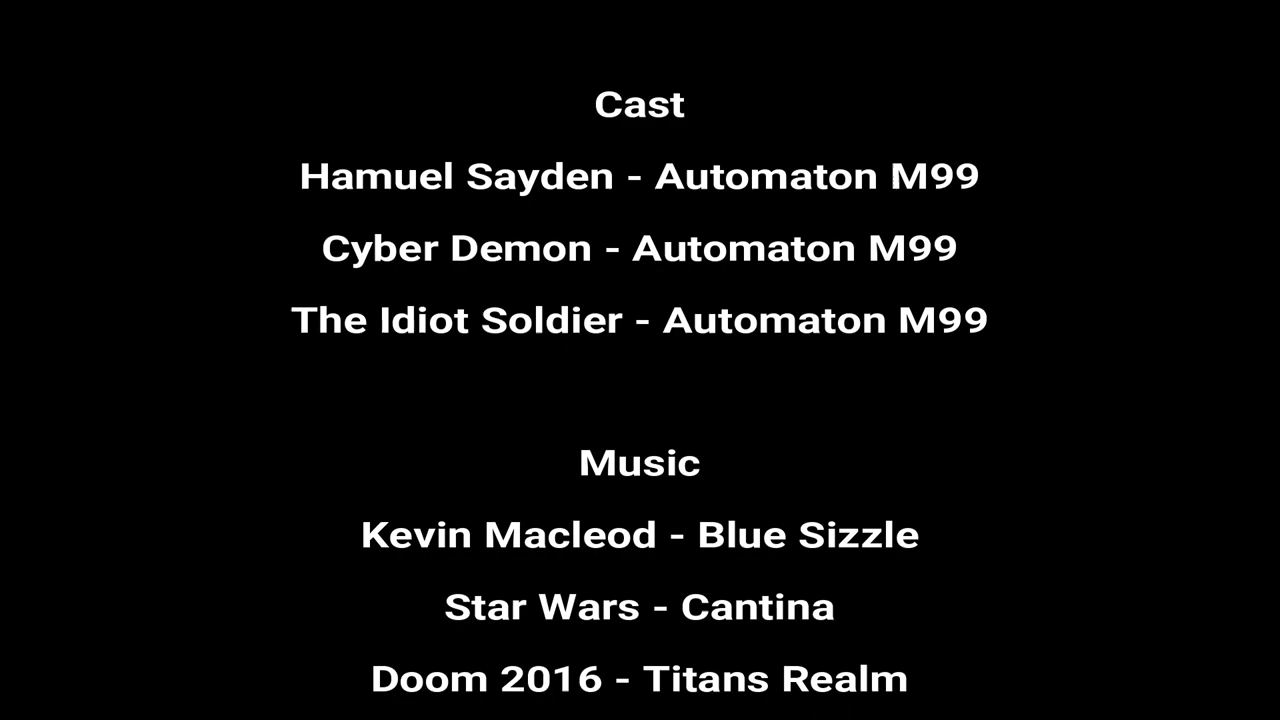 Cast
Hamuel Sayden - Automaton M99
Cyber Demon - Automaton M99
The Idiot Soldier - Automaton M99
Music
Kevin Macleod - Blue Sizzle
Star Wars - Cantina
Doom 2016 - Titans Realm